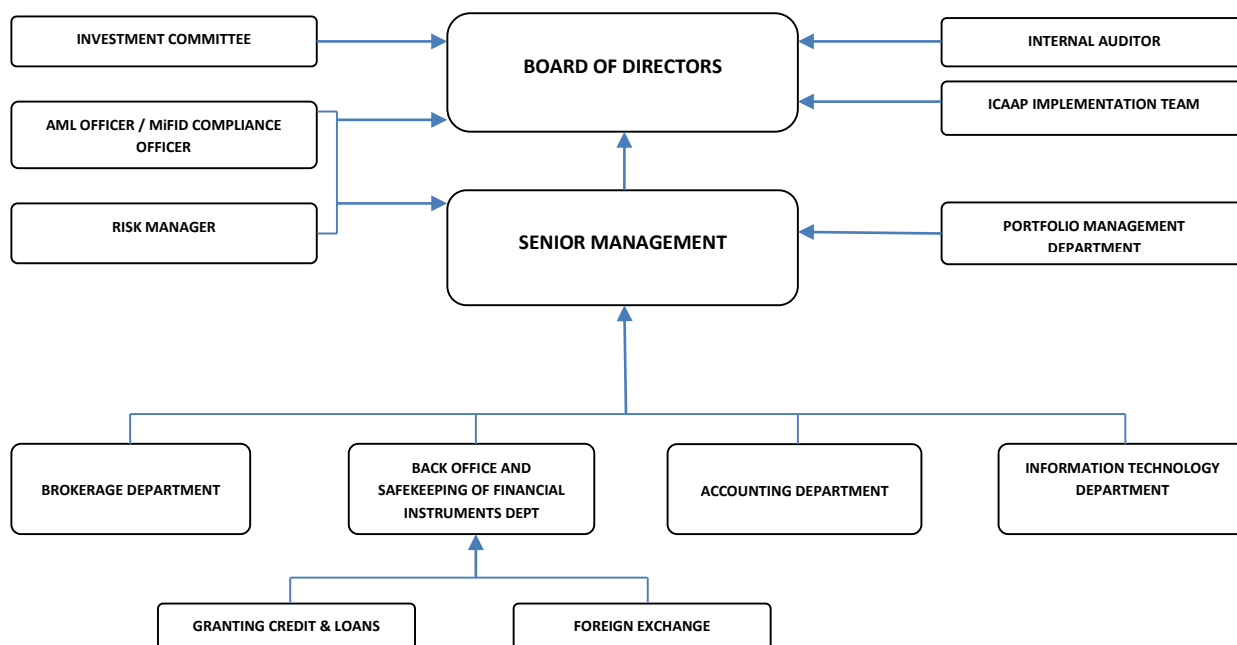 INVESTMENT COMMITTEE
BOARD OF DIRECTORS
INTERNAL AUDITOR
AML OFFICER / MiFID COMPLIANCE
OFFICER
ICAAP IMPLEMENTATION TEAM
RISK MANAGER
SENIOR MANAGEMENT
PORTFOLIO MANAGEMENT
DEPARTMENT
BROKERAGE DEPARTMENT
BACK OFFICE AND
SAFEKEEPING OF FINANCIAL
INSTRUMENTS DEPT
ACCOUNTING DEPARTMENT
INFORMATION TECHNOLOGY
DEPARTMENT
GRANTING CREDIT & LOANS
FOREIGN EXCHANGE